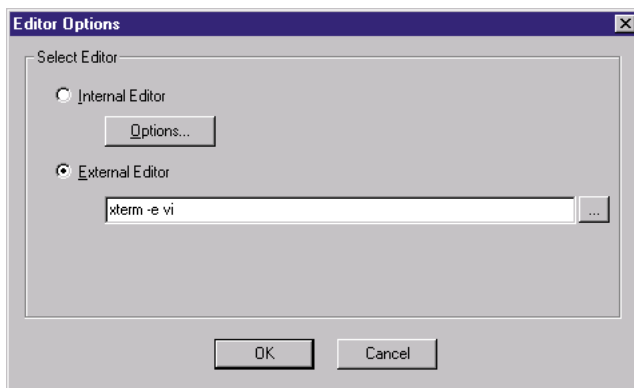 Editor Options
Select Editor
Internal Editor
Options...
External Editor
xterm -e vi
...
OK Cancel